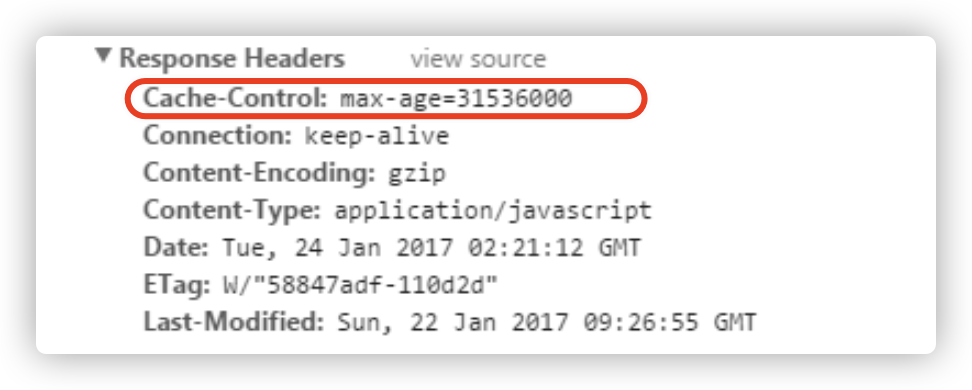 Response Headers view source
Cache-Control: max-age=31536000
Connection: keep-alive
Content-Encoding: gzip
Content-Type: application/javascript
Date: Tue, 24 Jan 2017 02:21:12 GMT
ETag: W/"58847adf-110d2d"
Last-Modified: Sun, 22 Jan 2017 09:26:55 GMT